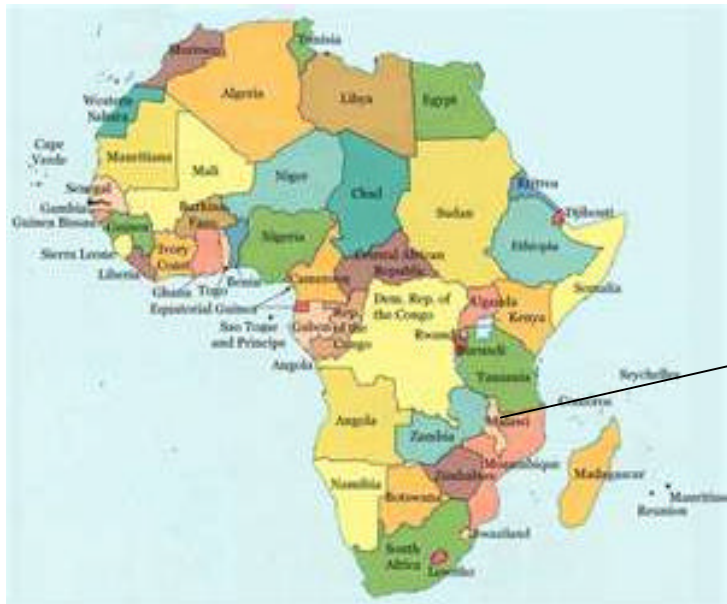 Tunisia
Morocco
Algeria
Libya
Egypt
Western
Sahara
Cape
Verde
Mauritiana
Mali
Niger
Chad
Sudan
Eritrea
Senegal
Gambia
Guinea Bissau
Guinea
Burkina
Faso
Djibouti
Nigeria
Ethiopia
Sierra Leone
Ivory
Coast
Liberia
Central African
Republic
Somalia
Ghana
Togo
Benin
Cameroon
Equatorial Guinea
Dem. Rep. of
the Congo
Uganda
Kenya
Sao Tome
and Principe
Gabon
Rep.
of the
Congo
Rwanda
Burundi
Angola
Tanzania
Seychelles
Comoros
Angola
Zambia
Malawi
Mozambique
Zimbabwe
Madagascar
Namibia
Botswana
Mauritius
Reunion
Swaziland
South
Africa
Lesotho